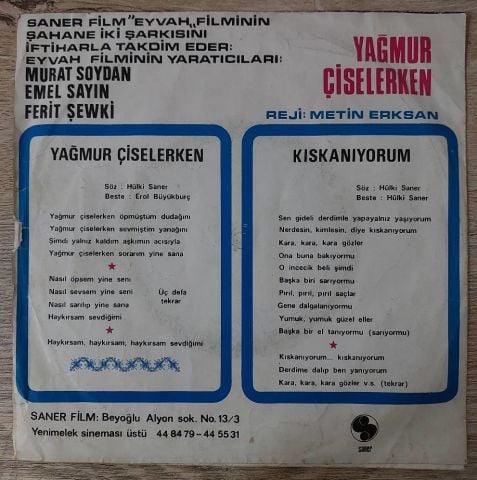 SANER FİLM "EYVAH" FİLMİNİN
ŞAHANE İKİ ŞARKISINI
İFTİHARLA TAKDİM EDER:
EYVAH FİLMİNİN YARATICILARI:
MURAT SOYDAN
EMEL SAYIN
FERİT ŞEWKİ
YAĞMUR
ÇİSELERKEN
REJİ: METİN ERKSAN
YAĞMUR ÇİSELERKEN
Söz : Hülki Saner
Beste : Erol Büyükburç
Yağmur çiselerken öpmüştüm dudağını
Yağmur çiselerken sevmiştim yanağını
Şimdi yalnız kaldım aşkımın acısıyla
Yağmur çiselerken sorarım yine sana
Nasıl öpsem yine seni
Nasıl sevsem yine seni
Nasıl sarılıp yine sana
Haykırsam sevdiğimi
Üç defa
tekrar
Haykırsam, haykırsam, haykırsam sevdiğimi
KISKANIYORUM
Söz : Hülki Saner
Beste : Hülki Saner
Sen gideli derdimle yapayalnız yaşıyorum
Nerdesin, kimlesin, diye kıskanıyorum
Kara, kara, kara gözler
Ona buna bakıyormu
O incecik beli şimdi
Başka biri sarıyormu
Pırıl, pırıl, pırıl saçlar
Gene dalgalanıyormu
Yumuk, yumuk güzel eller
Başka bir el tanıyormu (sarıyormu)
Kıskanıyorum... kıskanıyorum
Derdime dalıp ben yanıyorum
Kara, kara, kara gözler v.s. (tekrar)
SANER FİLM: Beyoğlu Alyon sok. No. 13/3
Yenimelek sineması üstü 44 84 79 - 44 55 31
saner